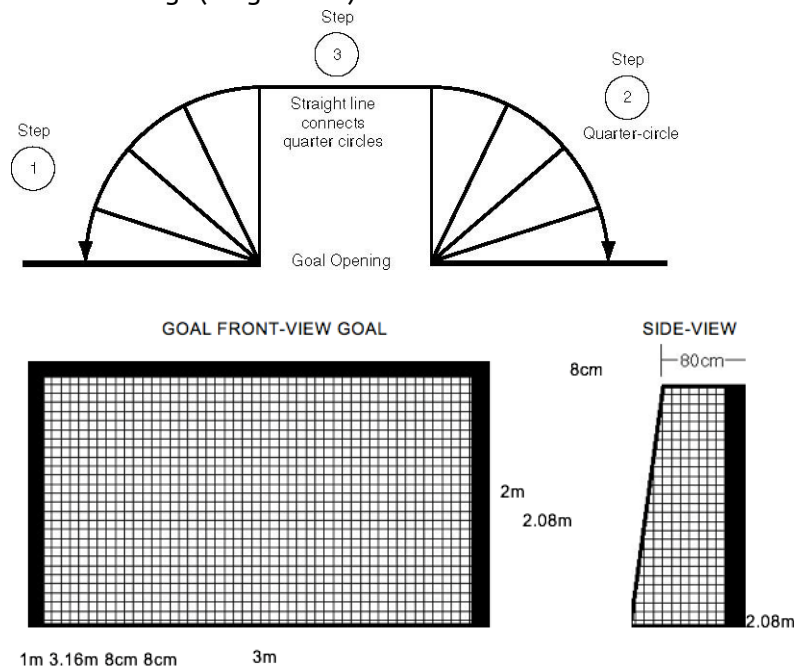 Step
3
Straight line
connects
quarter circles
Step
1
Step
2
Quarter-circle
Goal Opening
GOAL FRONT-VIEW GOAL
SIDE-VIEW
8cm
80cm
2m
2.08m
2.08m
1m 3.16m 8cm 8cm
3m